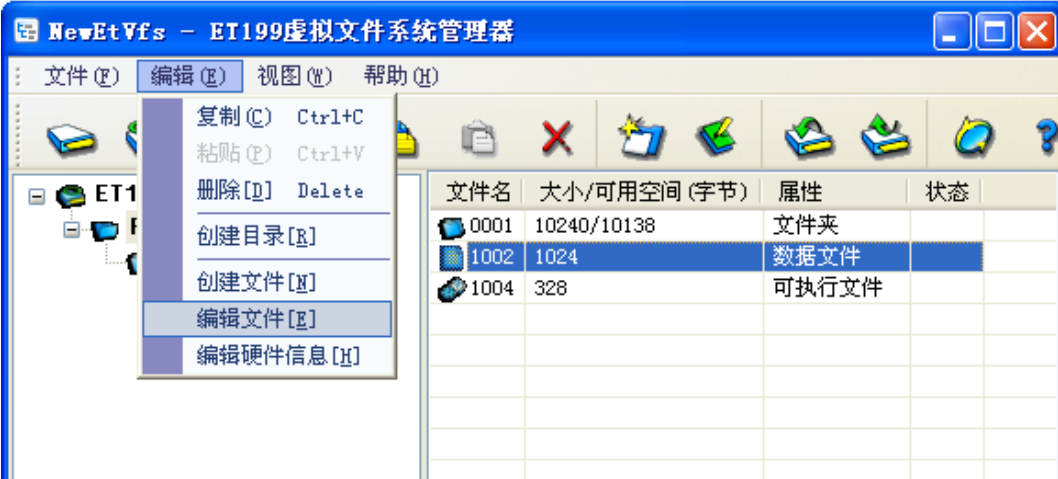 NewEtVfs - ET199虚拟文件系统管理器
文件(F) 编辑(E) 视图(W) 帮助(H)
复制(C) Ctrl+C
粘贴(P) Ctrl+V
删除[D] Delete
创建目录[R]
创建文件[N]
编辑文件[E]
编辑硬件信息[H]
ET1
文件名 大小/可用空间(字节) 属性 状态
0001 10240/10138 文件夹
1002 1024 数据文件
1004 328 可执行文件